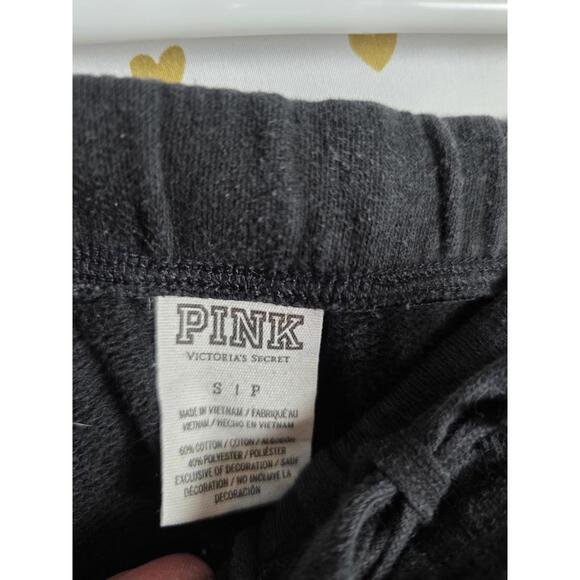 PINK
VICTORIA'S SECRET
S | P
MADE IN VIETNAM / FABRIQUÉ AU
VIETNAM / HECHO EN VIETNAM
60% COTTON / COTON / ALGODÓN
40% POLYESTER / POLIÉSTER
EXCLUSIVE OF DECORATION / SAUF
DÉCORATION / NO INCLUYE LA
DECORACIÓN